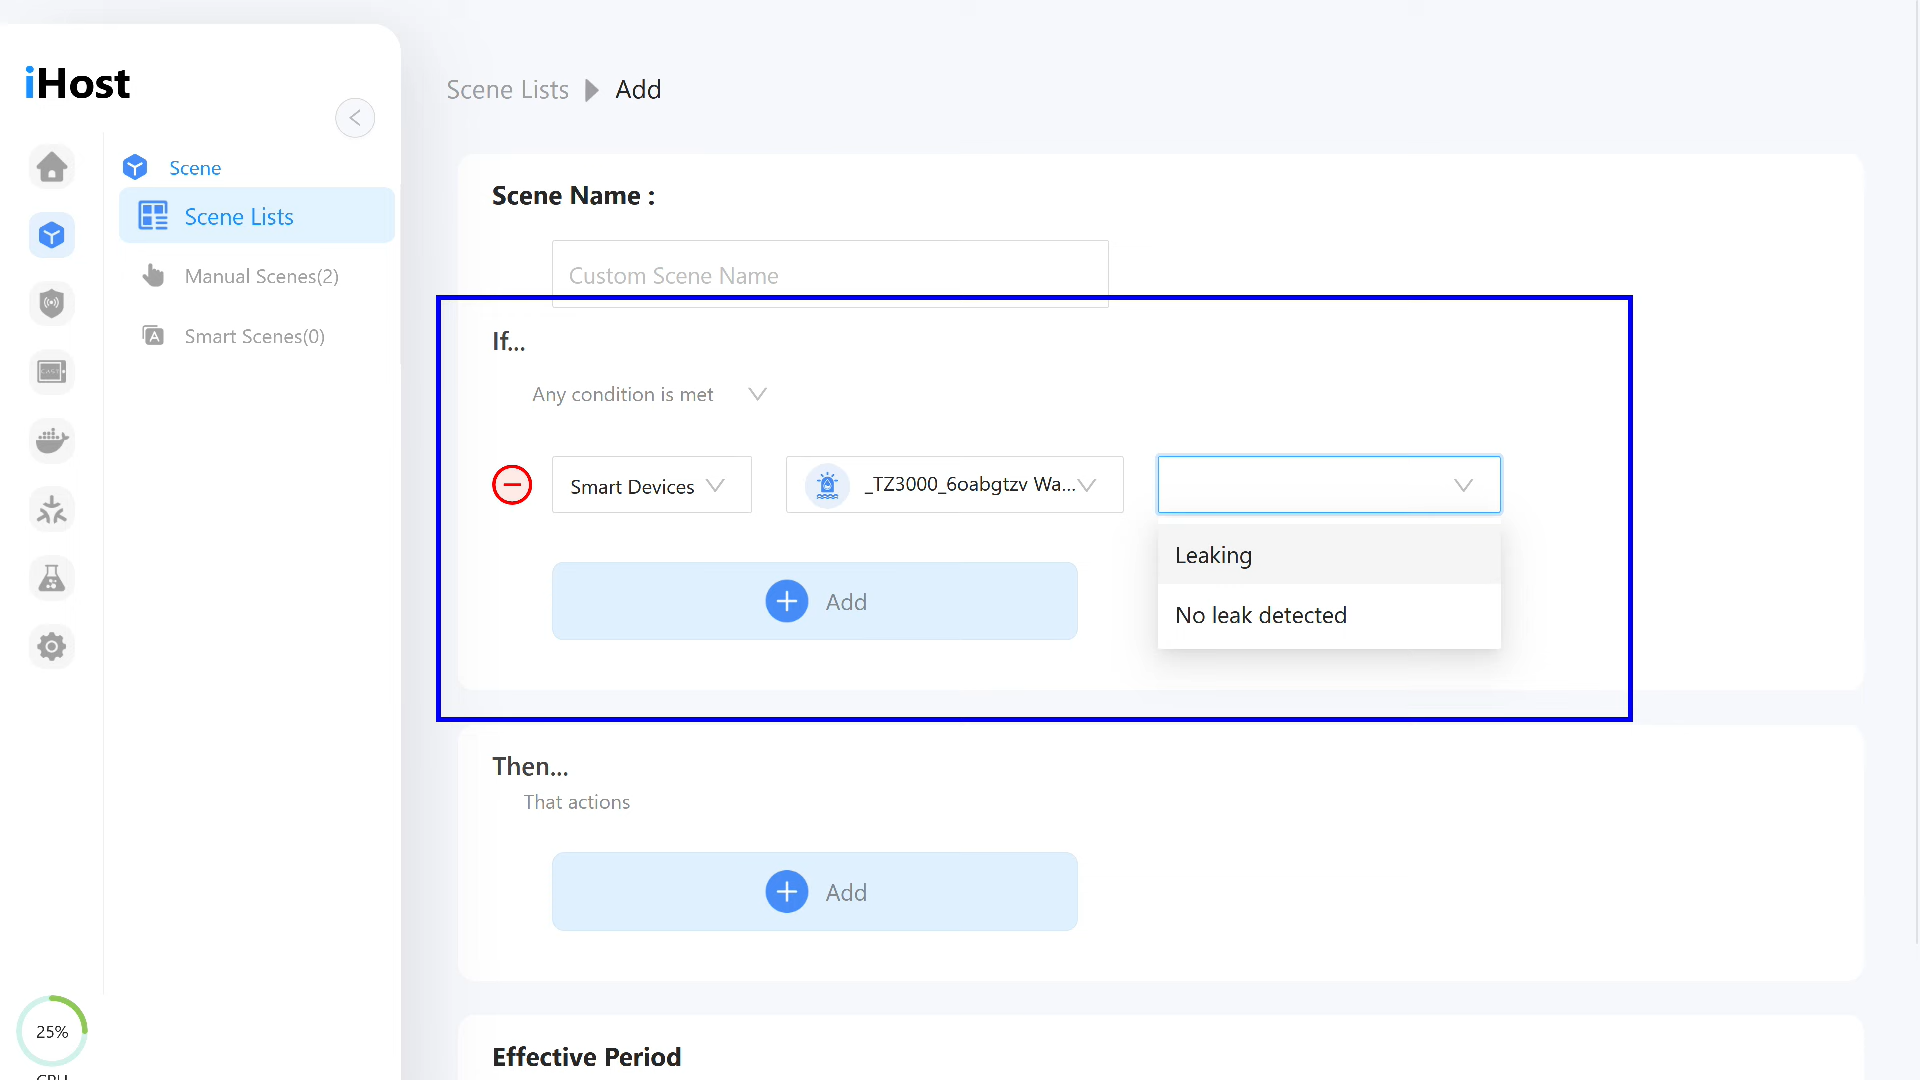 iHost
Scene Lists
Add
Scene
Scene Lists
Manual Scenes(2)
Smart Scenes(0)
Scene Name :
Custom Scene Name
If...
Any condition is met
Smart Devices
_TZ3000_6oabgtzv Wa...
Leaking
No leak detected
Add
Then...
That actions
Add
Effective Period
25%
CPU